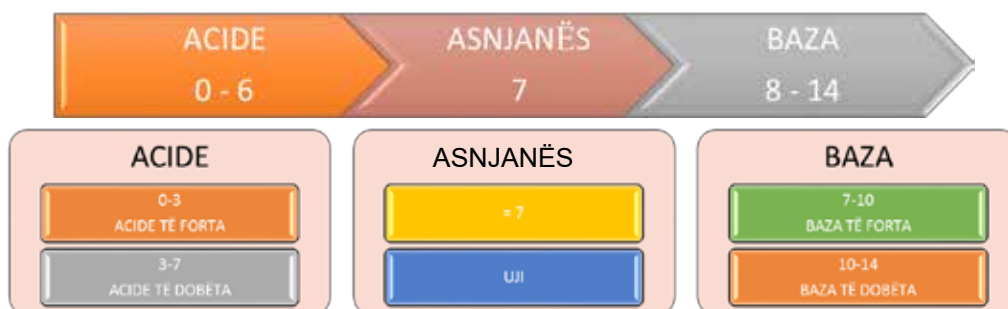 ACIDE
0 - 6
ASNJANËS
7
BAZA
8 - 14
ACIDE
0-3
ACIDE TË FORTA
3-7
ACIDE TË DOBËTA
ASNJANËS
= 7
UJI
BAZA
7-10
BAZA TË FORTA
10-14
BAZA TË DOBËTA